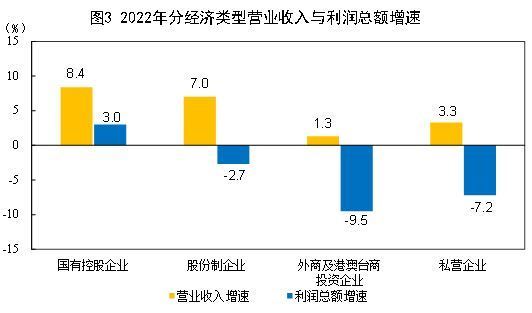 图3 2022年分经济类型营业收入与利润总额增速
(%)
15
10
5
0
-5
-10
-15
8.4
3.0
7.0
-2.7
1.3
-9.5
3.3
-7.2
国有控股企业
股份制企业
外商及港澳台商
投资企业
私营企业
营业收入增速
利润总额增速